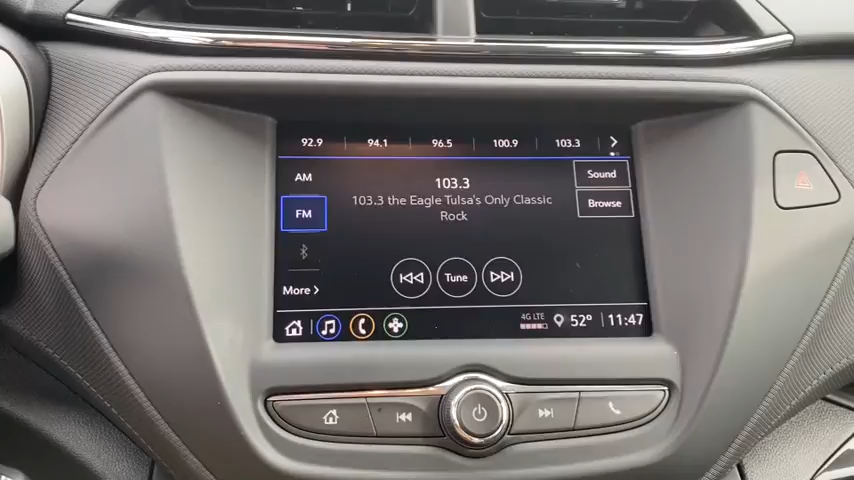 92.9 94.1 96.5 100.9 103.3
AM
103.3
Sound
103.3 the Eagle Tulsa's Only Classic
Rock
Browse
FM
Tune
More
4G LTE
52° 11:47